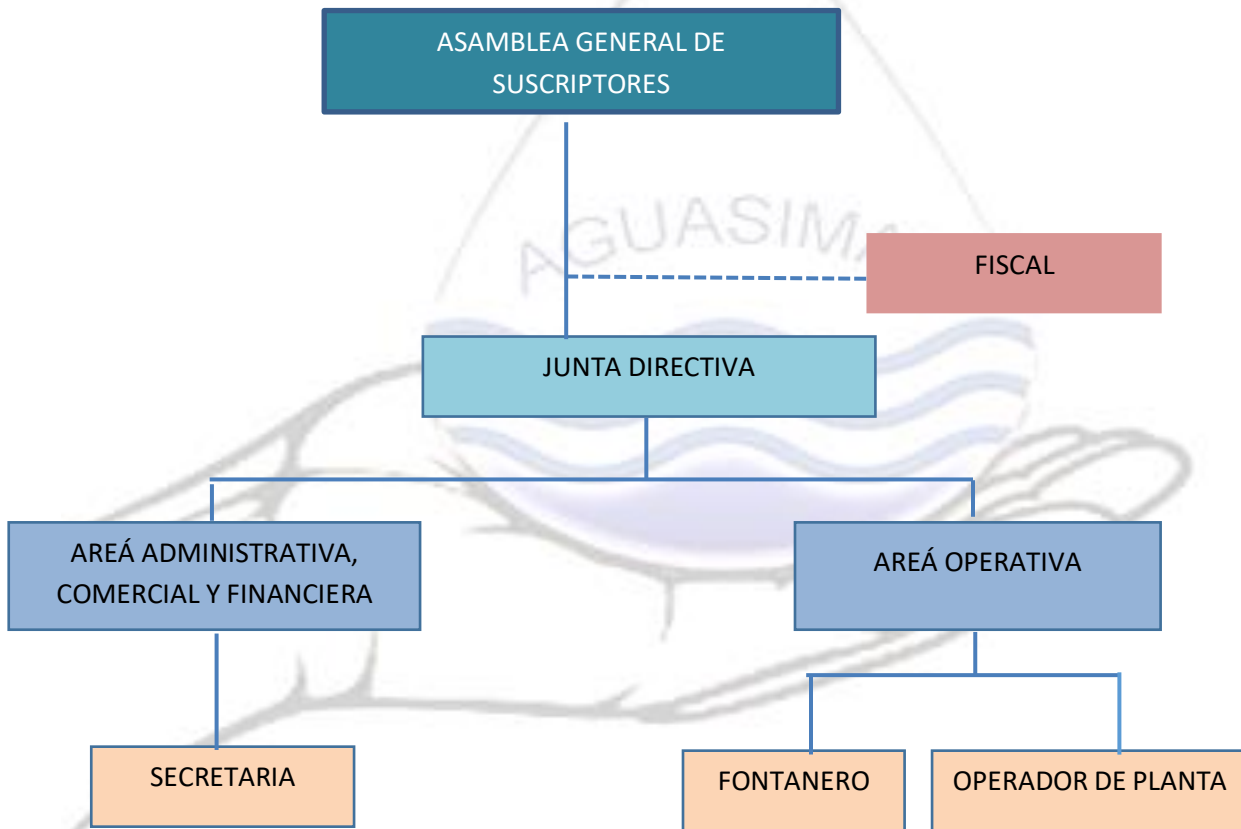 ASAMBLEA GENERAL DE
SUSCRIPTORES
AGUASIMA
FISCAL
JUNTA DIRECTIVA
AREÁ ADMINISTRATIVA,
COMERCIAL Y FINANCIERA
AREÁ OPERATIVA
SECRETARIA
FONTANERO
OPERADOR DE PLANTA